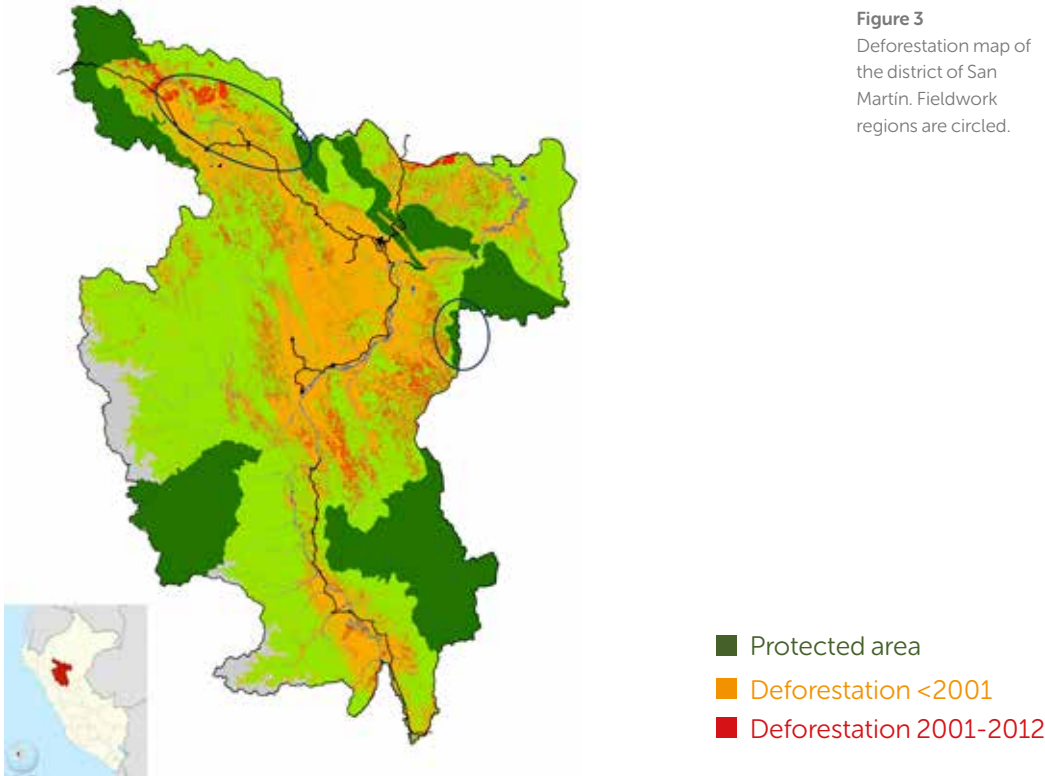 Figure 3
Deforestation map of
the district of San
Martín. Fieldwork
regions are circled.
Protected area
Deforestation <2001
Deforestation 2001-2012